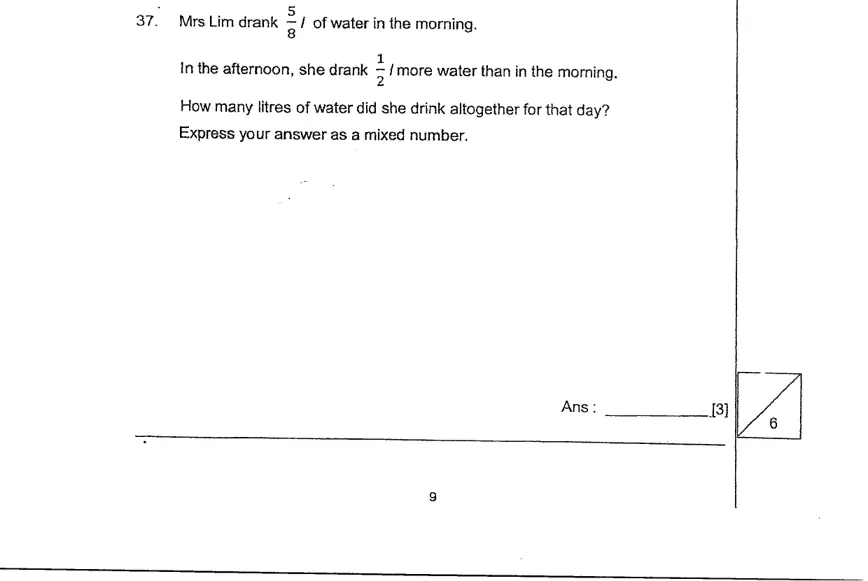 37. Mrs Lim drank 5/8 l of water in the morning.
In the afternoon, she drank 1/2 l more water than in the morning.
How many litres of water did she drink altogether for that day?
Express your answer as a mixed number.
Ans : __________ [3]
6
9